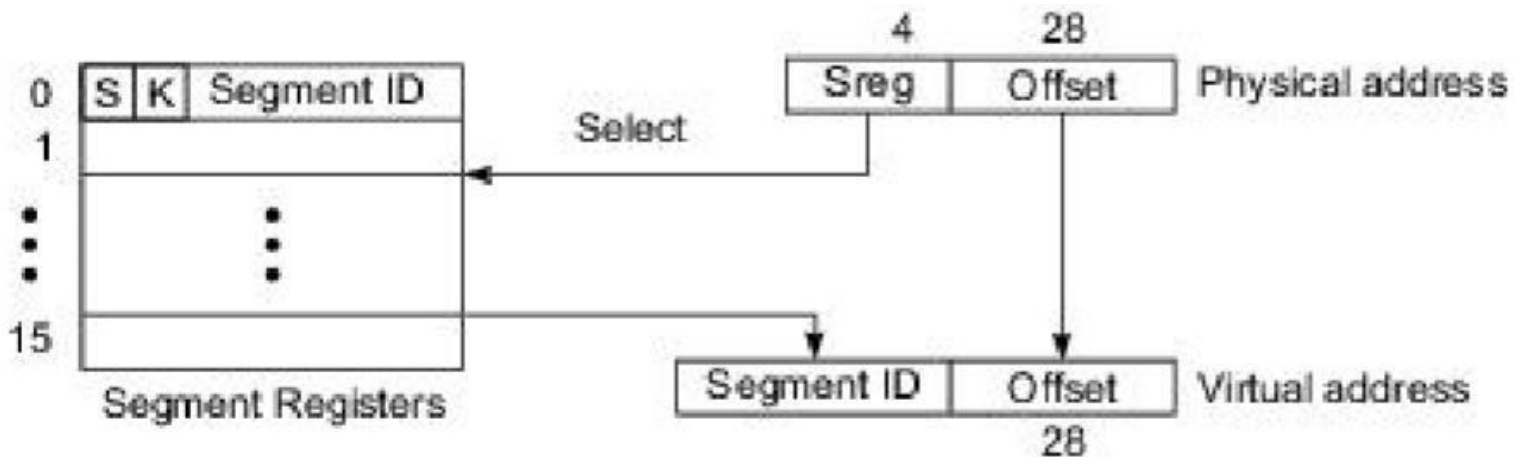 4 28
0 S K Segment ID Sreg Offset Physical address
1 Select
15
Segment ID Offset Virtual address
Segment Registers
28